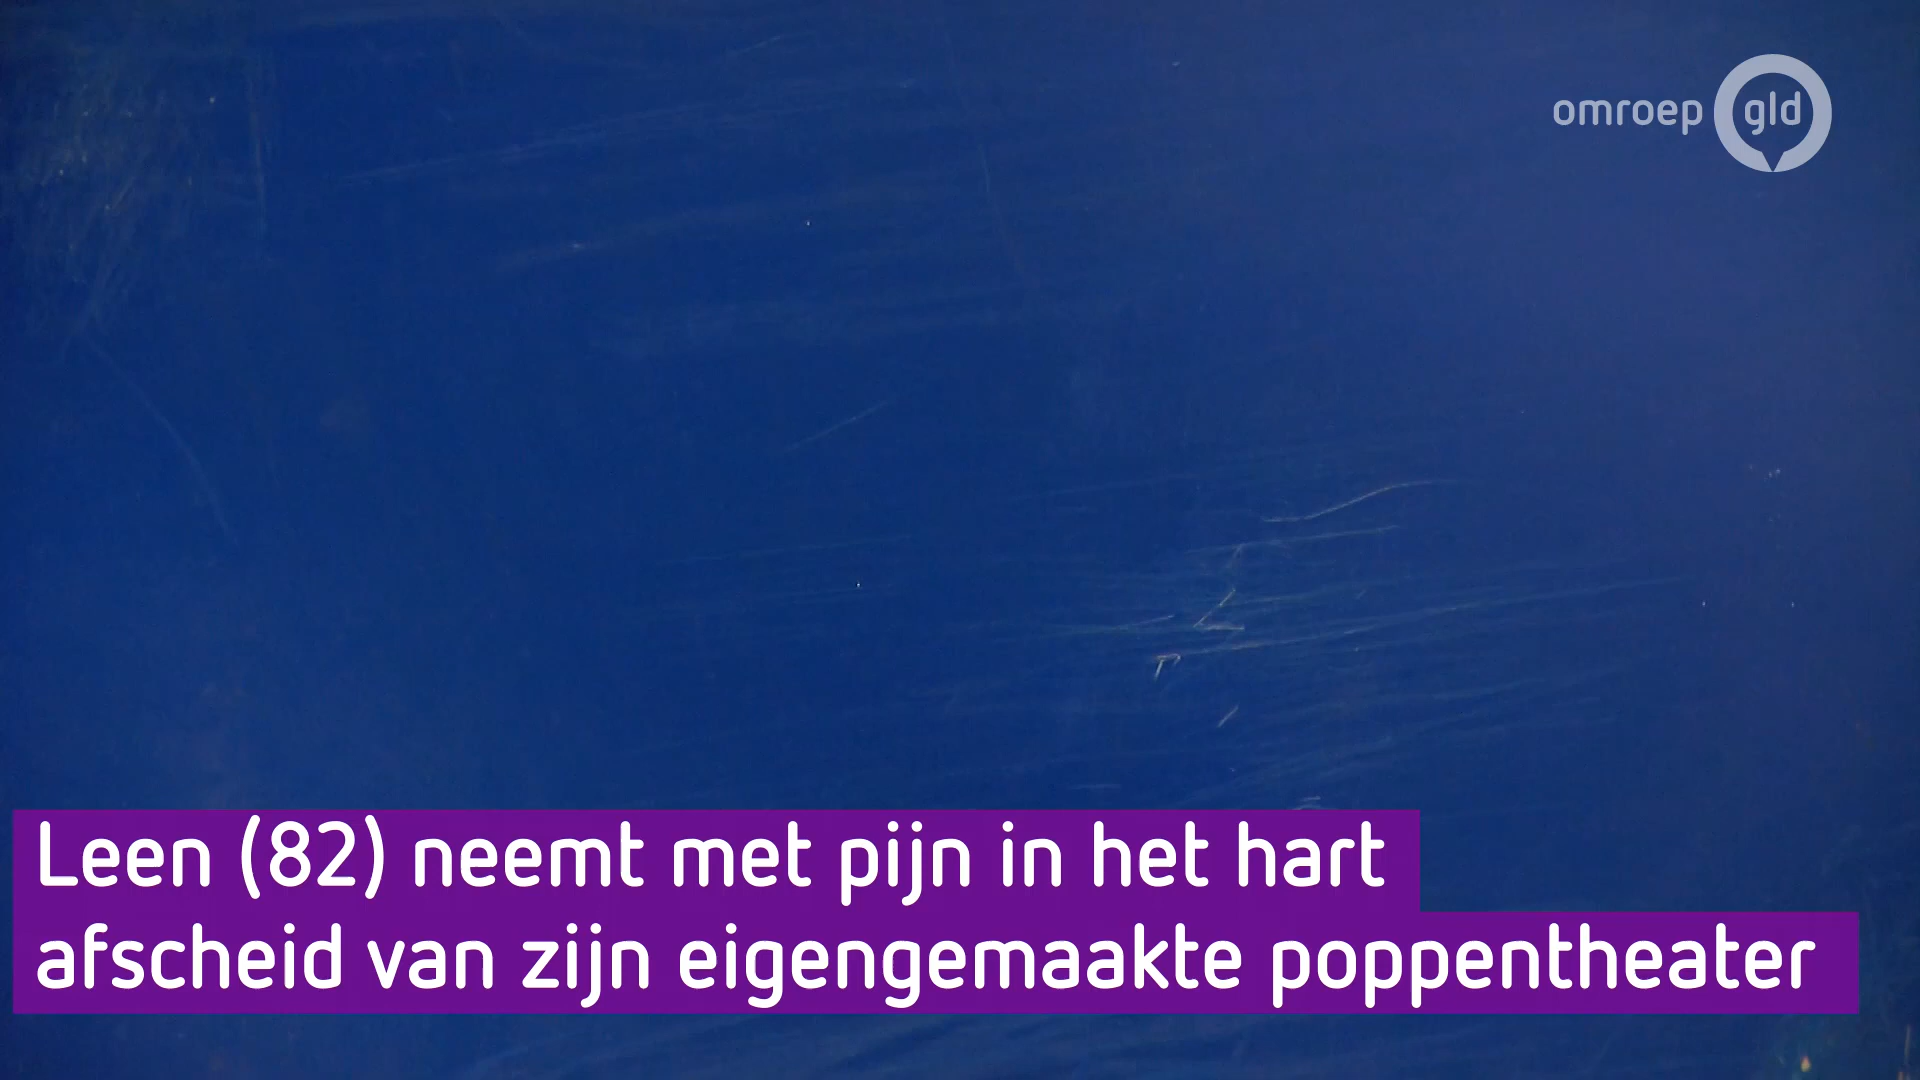 omroep gld
Leen (82) neemt met pijn in het hart
afscheid van zijn eigengemaakte poppentheater